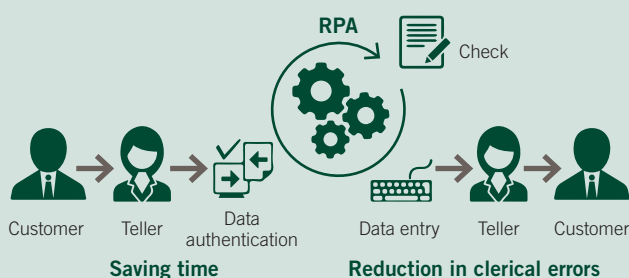 RPA
Check
Customer
Teller
Data
authentication
Data entry
Teller
Customer
Saving time
Reduction in clerical errors